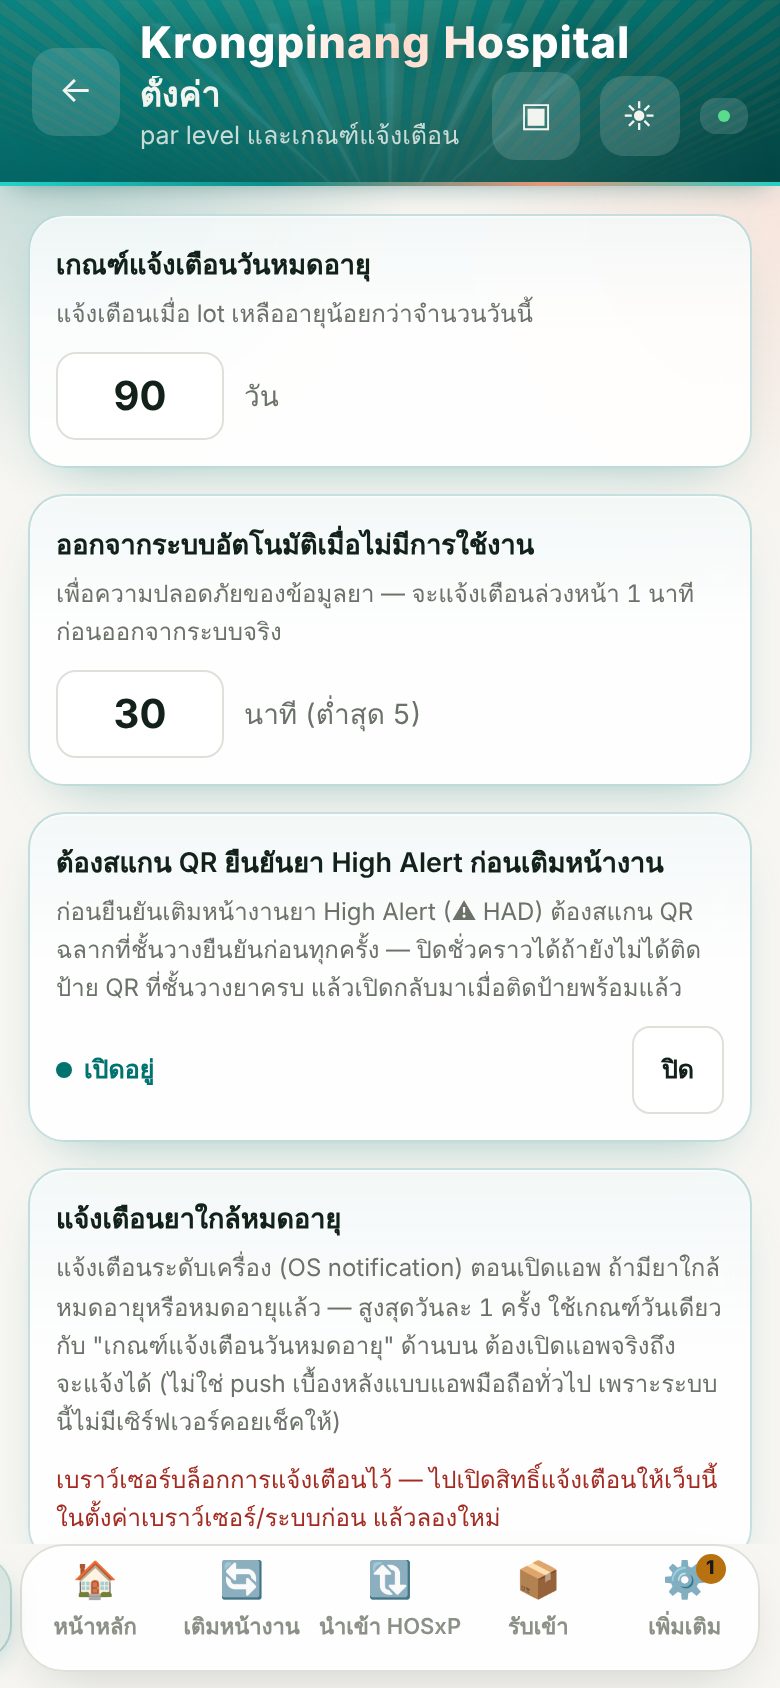 Krongpinang Hospital
ตั้งค่า
par level และเกณฑ์แจ้งเตือน
เกณฑ์แจ้งเตือนวันหมดอายุ
แจ้งเตือนเมื่อ lot เหลืออายุน้อยกว่าจำนวนวันนี้
90 วัน
ออกจากระบบอัตโนมัติเมื่อไม่มีการใช้งาน
เพื่อความปลอดภัยของข้อมูลยา — จะแจ้งเตือนล่วงหน้า 1 นาที
ก่อนออกจากระบบจริง
30 นาที (ต่ำสุด 5)
ต้องสแกน QR ยืนยันยา High Alert ก่อนเติมหน้างาน
ก่อนยืนยันเติมหน้างานยา High Alert (⚠ HAD) ต้องสแกน QR
ฉลากที่ชั้นวางยืนยันก่อนทุกครั้ง — ปิดชั่วคราวได้ถ้ายังไม่ได้ติด
ป้าย QR ที่ชั้นวางยาครบ แล้วเปิดกลับมาเมื่อติดป้ายพร้อมแล้ว
เปิดอยู่ ปิด
แจ้งเตือนยาใกล้หมดอายุ
แจ้งเตือนระดับเครื่อง (OS notification) ตอนเปิดแอพ ถ้ามียาใกล้
หมดอายุหรือหมดอายุแล้ว — สูงสุดวันละ 1 ครั้ง ใช้เกณฑ์วันเดียว
กับ "เกณฑ์แจ้งเตือนวันหมดอายุ" ด้านบน ต้องเปิดแอพจริงถึง
จะแจ้งได้ (ไม่ใช่ push เบื้องหลังแบบแอพมือถือทั่วไป เพราะระบบ
นี้ไม่มีเซิร์ฟเวอร์คอยเช็คให้)
เบราว์เซอร์บล็อกการแจ้งเตือนไว้ — ไปเปิดสิทธิ์แจ้งเตือนให้เว็บนี้
ในตั้งค่าเบราว์เซอร์/ระบบก่อน แล้วลองใหม่
1
หน้าหลัก เติมหน้างาน นำเข้า HOSxP รับเข้า เพิ่มเติม